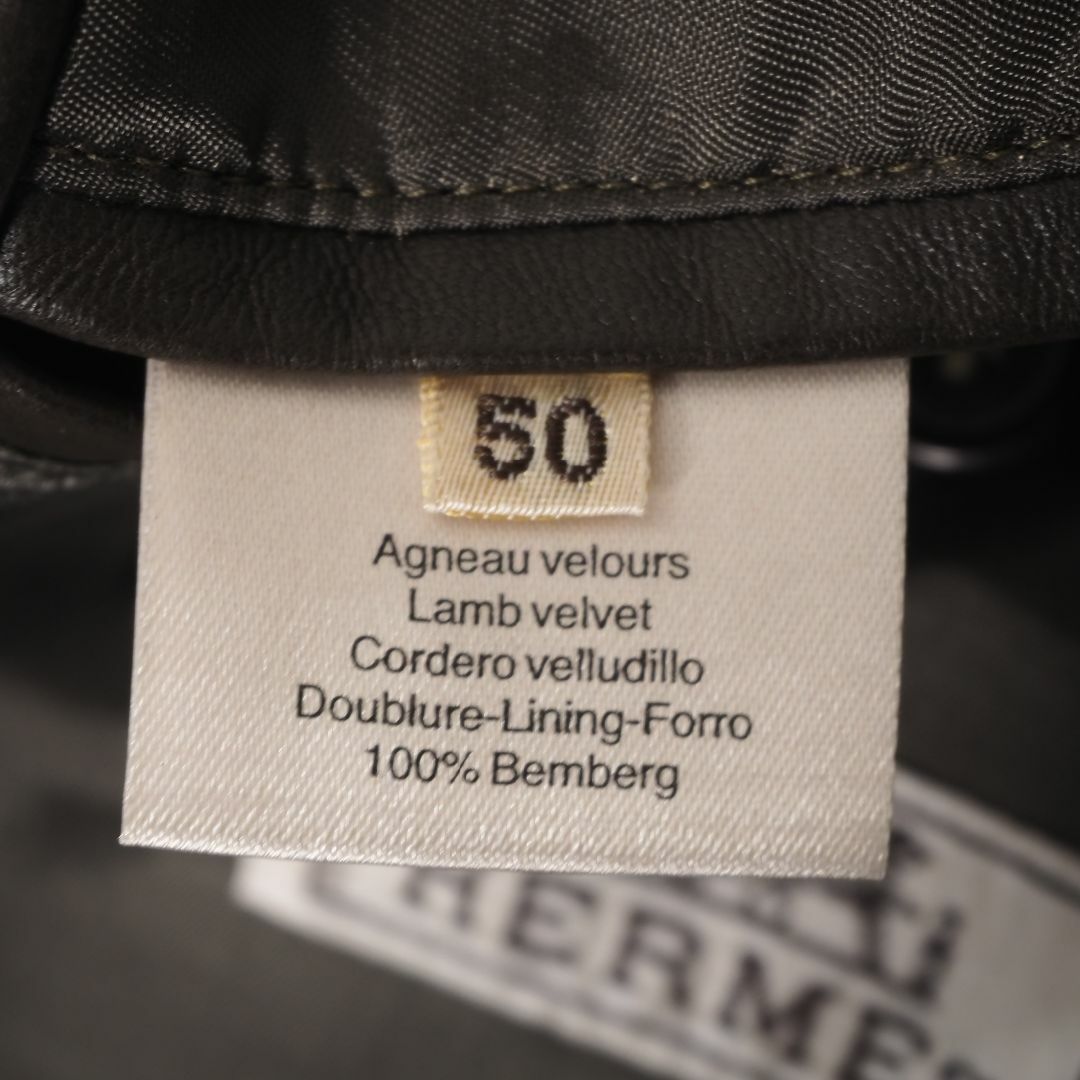 50
Agneau velours
Lamb velvet
Cordero velludillo
Doublure-Lining-Forro
100% Bemberg
HERMES